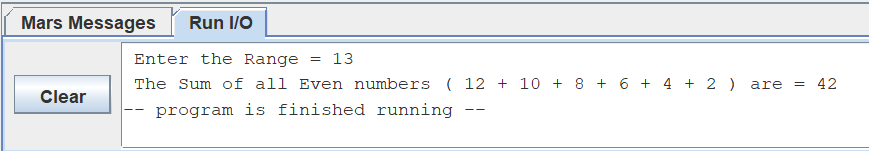 Mars Messages Run I/O
Enter the Range = 13
The Sum of all Even numbers ( 12 + 10 + 8 + 6 + 4 + 2 ) are = 42
Clear
-- program is finished running --